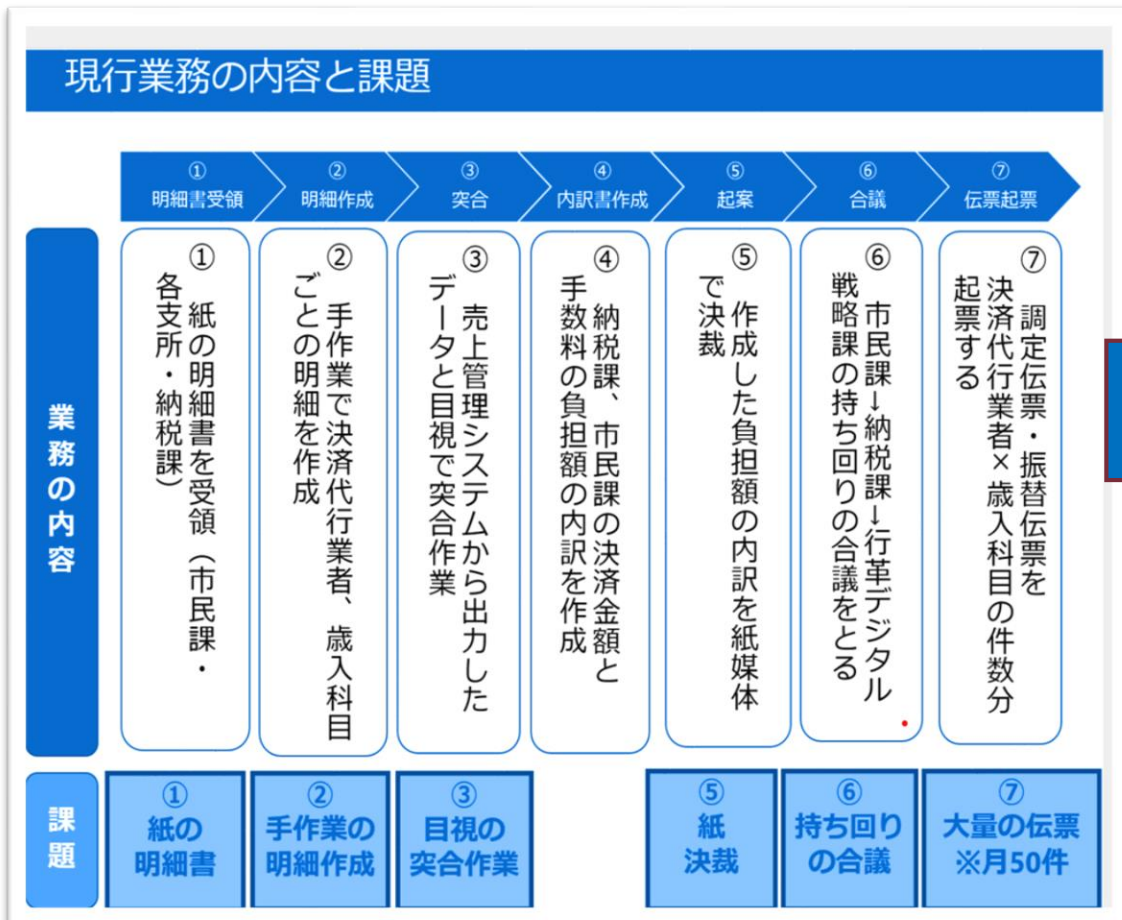 現行業務の内容と課題
①
明細書受領
②
明細作成
③
突合
④
内訳書作成
⑤
起案
⑥
合議
⑦
伝票起票
業務の内容
①　紙の明細書を受領（市民課・
各支所・納税課）
②　手作業で決済代行業者、歳入科目
ごとの明細を作成
③　売上管理システムから出力した
データと目視で突合作業
④　納税課、市民課の決済金額と
手数料の負担額の内訳を作成
⑤　作成した負担額の内訳を紙媒体
で決裁
⑥　市民課→納税課→行革デジタル
戦略課の持ち回りの合議をとる
⑦　調定伝票・振替伝票を
決済代行業者×歳入科目の件数分
起票する
課題
①
紙の
明細書
②
手作業の
明細作成
③
目視の
突合作業
⑤
紙
決裁
⑥
持ち回り
の合議
⑦
大量の伝票
※月50件